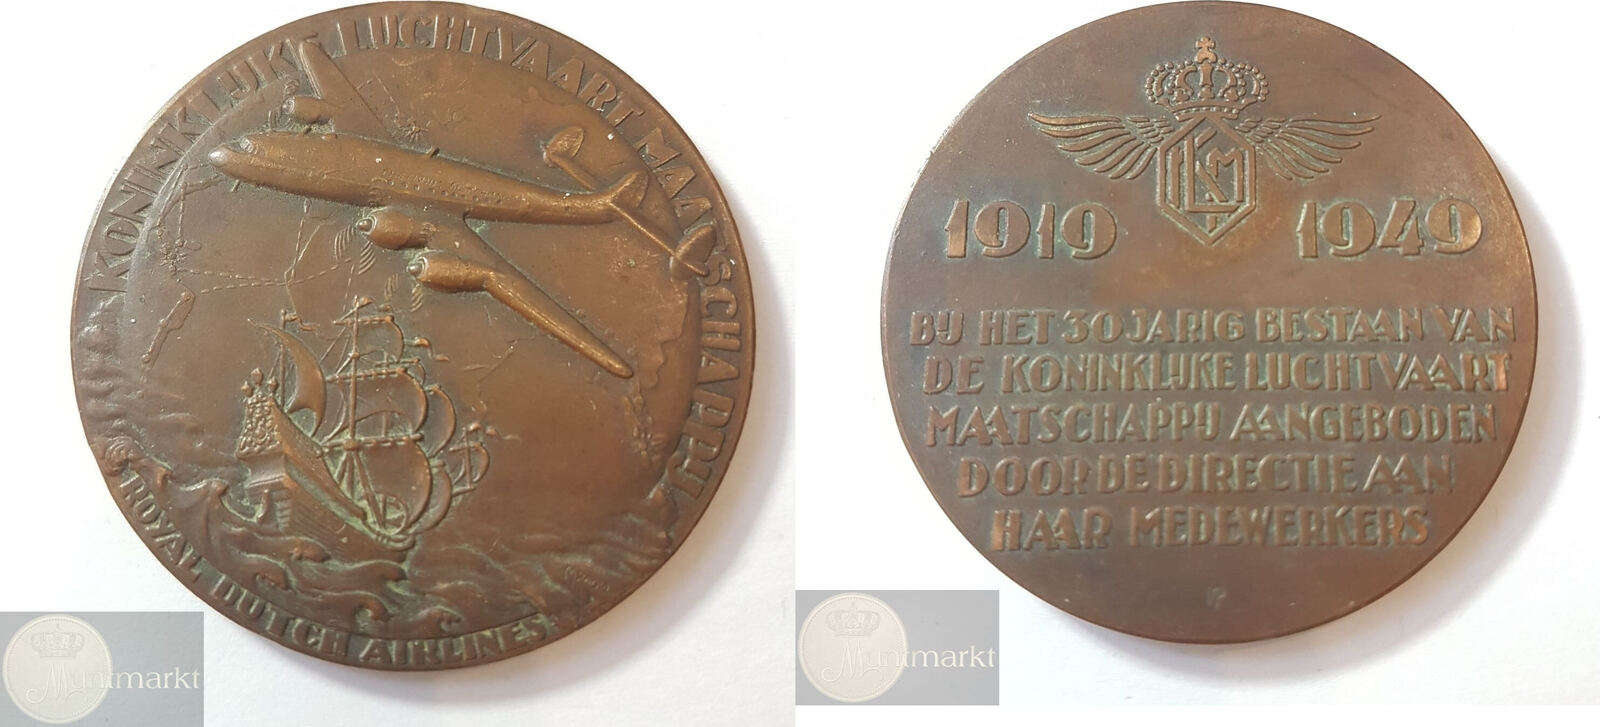 KONINKLIJKE LUCHTVAART MAATSCHAPPIJ
ROYAL DUTCH AIRLINES
Muntmarkt
KLM
1919 1949
BIJ HET 30 JARIG BESTAAN VAN
DE KONINKLIJKE LUCHTVAART
MAATSCHAPPIJ AANGEBODEN
DOOR DE DIRECTIE AAN
HAAR MEDEWERKERS
Muntmarkt